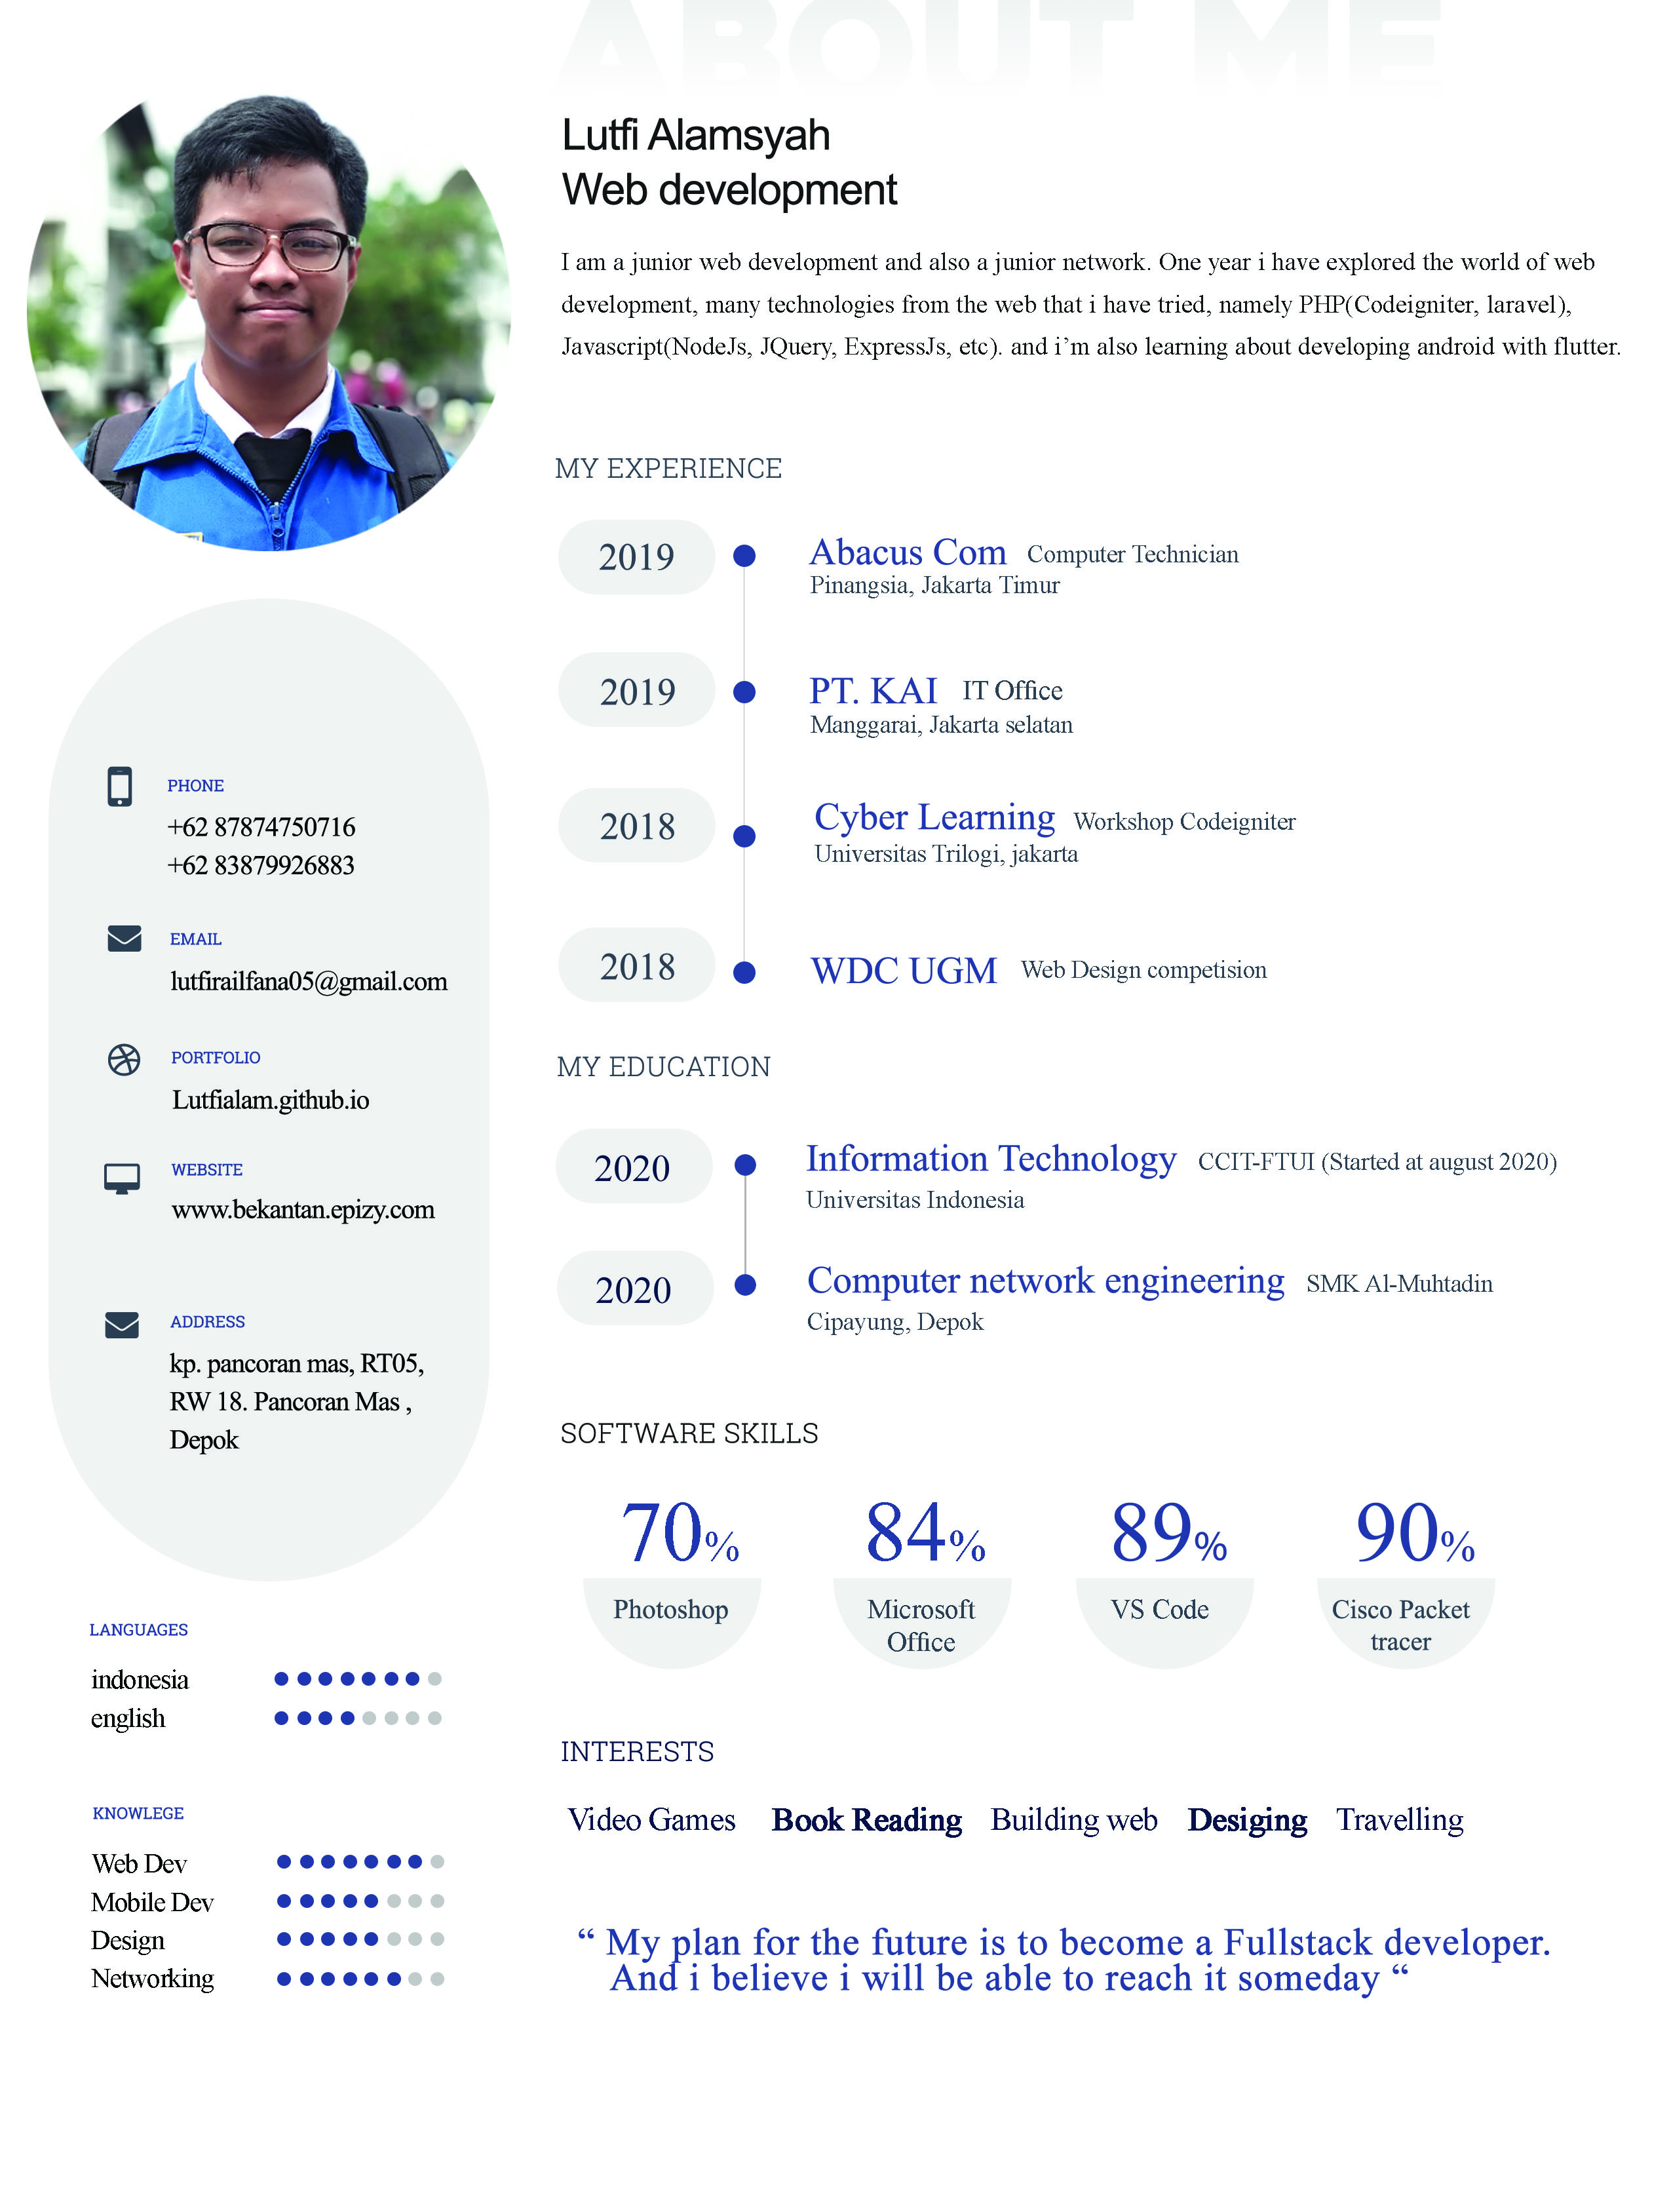 ABOUT ME
Lutfi Alamsyah
Web development
I am a junior web development and also a junior network. One year i have explored the world of web
development, many technologies from the web that i have tried, namely PHP(Codeigniter, laravel),
Javascript(NodeJs, JQuery, ExpressJs, etc). and i’m also learning about developing android with flutter.
MY EXPERIENCE
2019
Abacus Com Computer Technician
Pinangsia, Jakarta Timur
2019
PT. KAI IT Office
Manggarai, Jakarta selatan
2018
Cyber Learning Workshop Codeigniter
Universitas Trilogi, jakarta
2018
WDC UGM Web Design competision
MY EDUCATION
2020
Information Technology CCIT-FTUI (Started at august 2020)
Universitas Indonesia
2020
Computer network engineering SMK Al-Muhtadin
Cipayung, Depok
SOFTWARE SKILLS
70%
Photoshop
84%
Microsoft
Office
89%
VS Code
90%
Cisco Packet
tracer
INTERESTS
Video Games Book Reading Building web Desiging Travelling
“ My plan for the future is to become a Fullstack developer.
And i believe i will be able to reach it someday “
PHONE
+62 87874750716
+62 83879926883
EMAIL
lutfirailfana05@gmail.com
PORTFOLIO
Lutfialam.github.io
WEBSITE
www.bekantan.epizy.com
ADDRESS
kp. pancoran mas, RT05,
RW 18. Pancoran Mas ,
Depok
LANGUAGES
indonesia
english
KNOWLEGE
Web Dev
Mobile Dev
Design
Networking